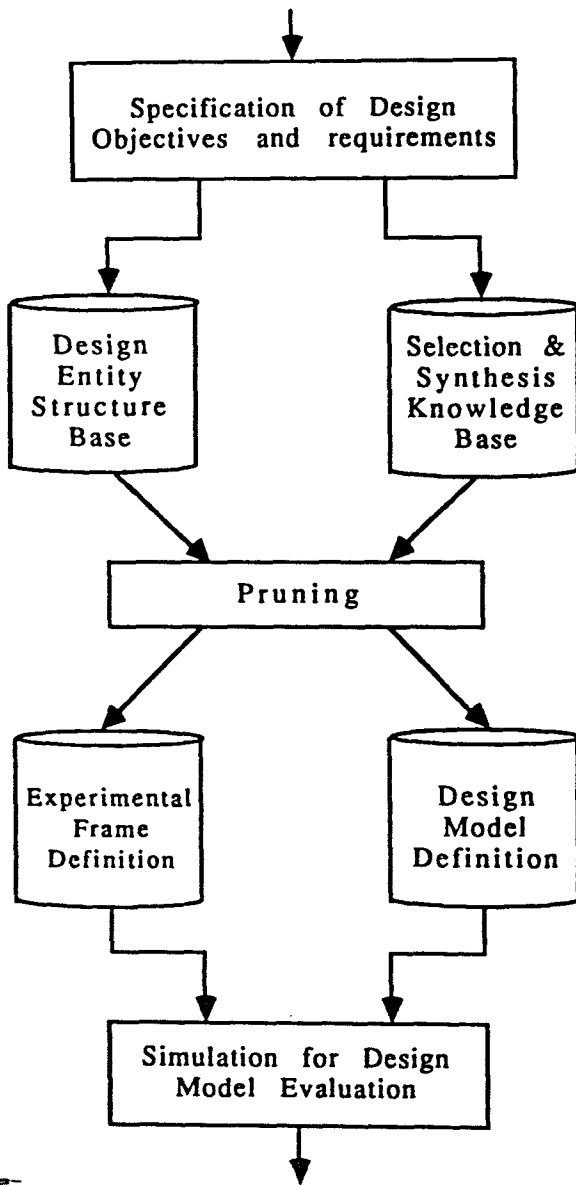 Specification of Design
Objectives and requirements
Design
Entity
Structure
Base
Selection &
Synthesis
Knowledge
Base
Pruning
Experimental
Frame
Definition
Design
Model
Definition
Simulation for Design
Model Evaluation